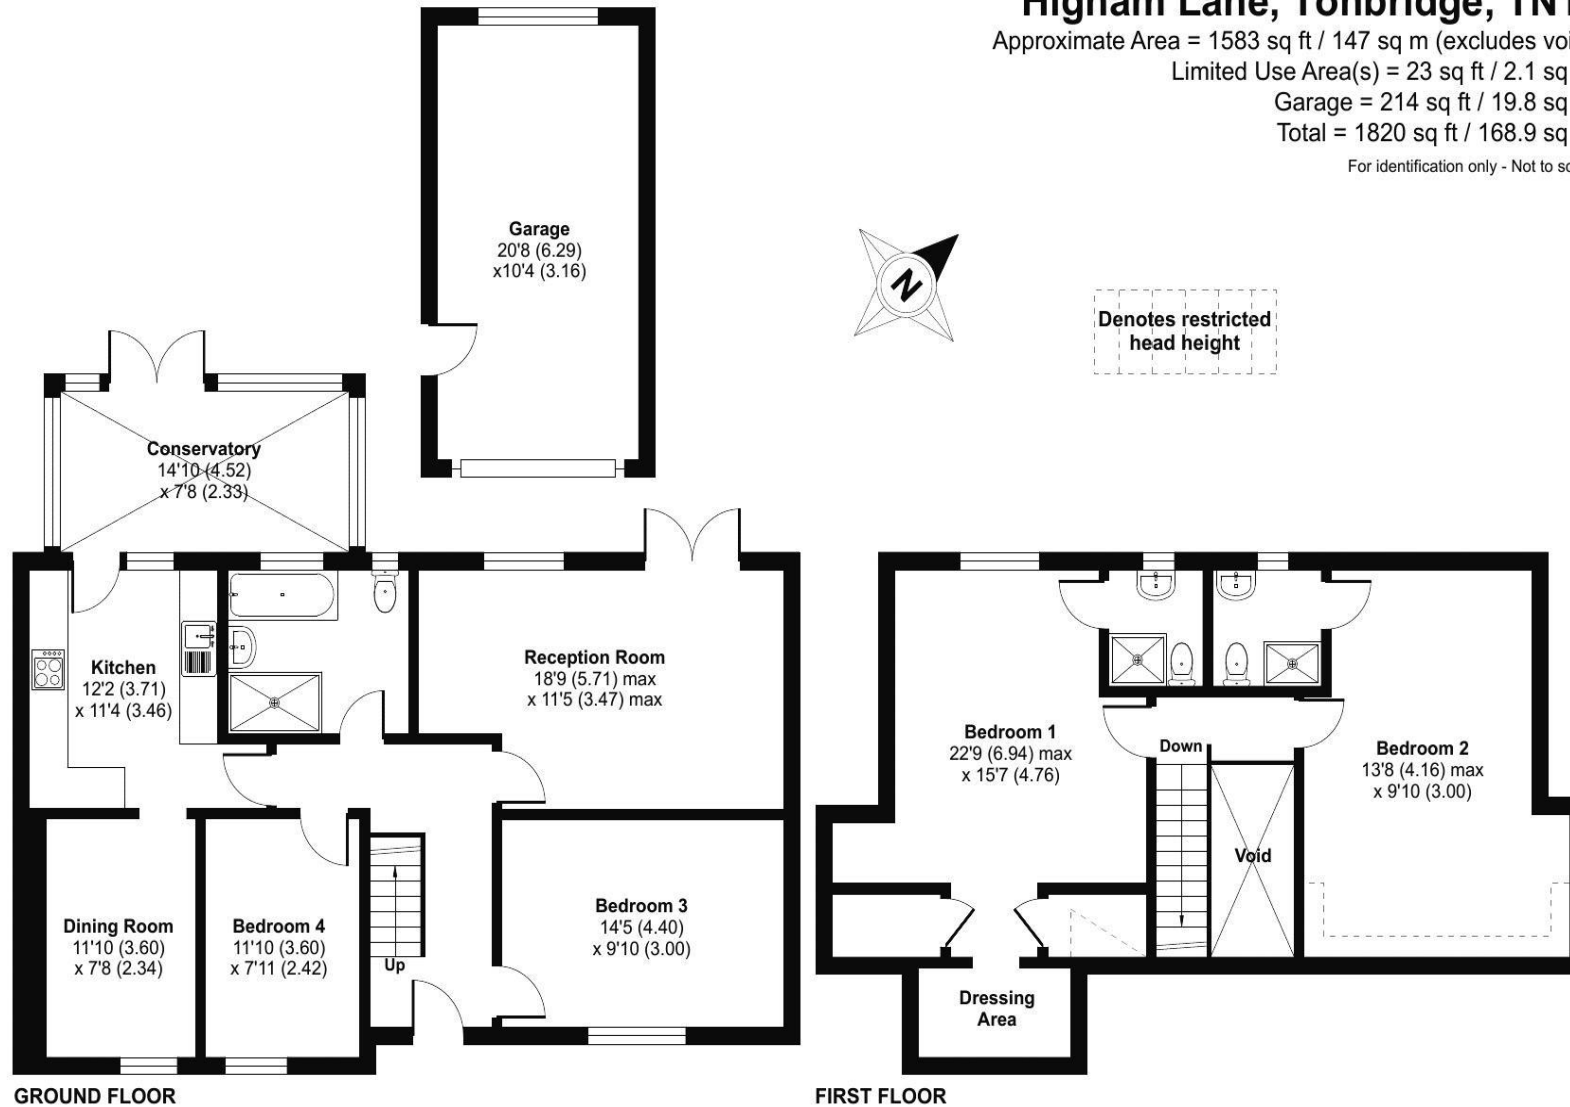 Higham Lane, Tonbridge, TN1
Approximate Area = 1583 sq ft / 147 sq m (excludes voi
Limited Use Area(s) = 23 sq ft / 2.1 sq
Garage = 214 sq ft / 19.8 sq
Total = 1820 sq ft / 168.9 sq
For identification only - Not to sc
Garage
20'8 (6.29)
x10'4 (3.16)
N
Denotes restricted
head height
Conservatory
14'10 (4.52)
x 7'8 (2.33)
Kitchen
12'2 (3.71)
x 11'4 (3.46)
Reception Room
18'9 (5.71) max
x 11'5 (3.47) max
Dining Room
11'10 (3.60)
x 7'8 (2.34)
Bedroom 4
11'10 (3.60)
x 7'11 (2.42)
Up
Bedroom 3
14'5 (4.40)
x 9'10 (3.00)
GROUND FLOOR
Bedroom 1
22'9 (6.94) max
x 15'7 (4.76)
Down
Bedroom 2
13'8 (4.16) max
x 9'10 (3.00)
Void
Dressing
Area
FIRST FLOOR